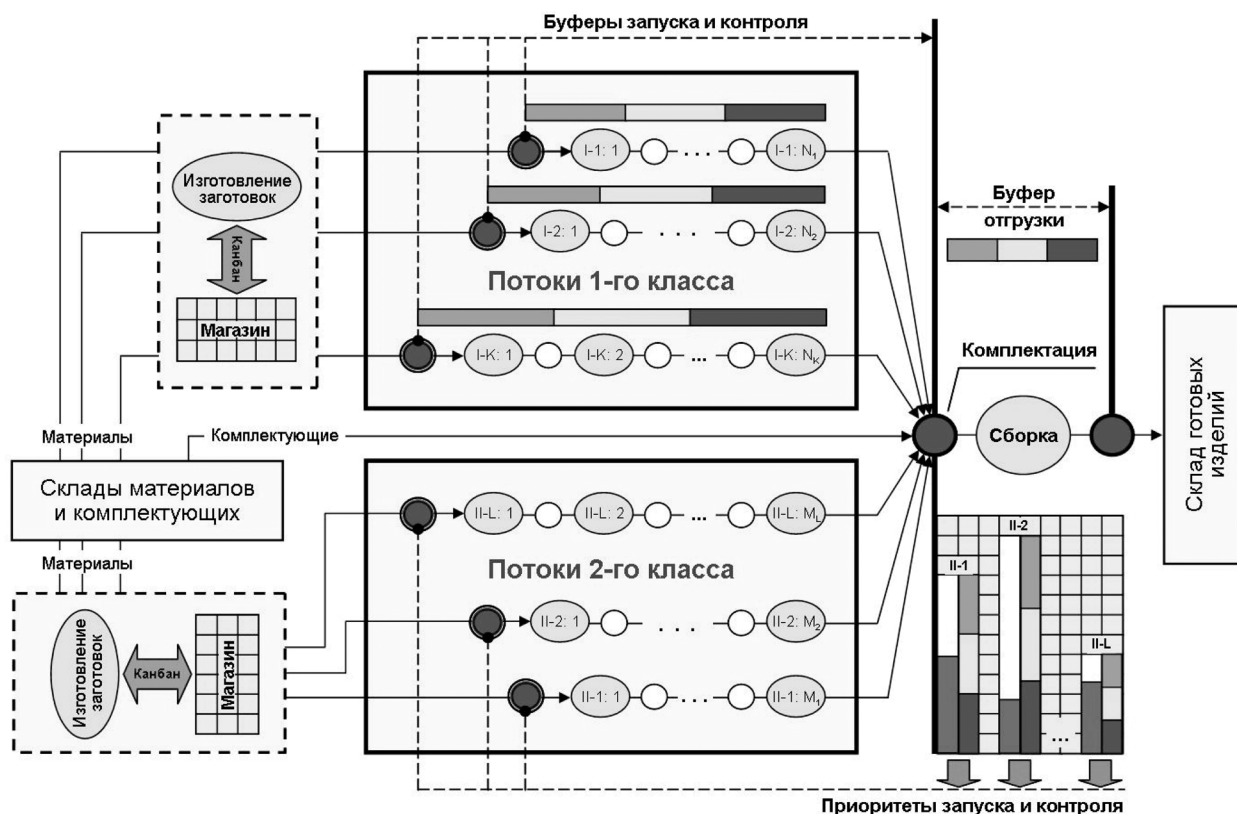 Буферы запуска и контроля
I-1: 1
. . .
I-1: N₁
Изготовление
заготовок
Канбан
Магазин
I-2: 1
. . .
I-2: N₂
Потоки 1-го класса
I-K: 1
I-K: 2
...
I-K: Nₖ
Буфер
отгрузки
Комплектация
Сборка
Склад готовых
изделий
Материалы
Комплектующие
Склады материалов
и комплектующих
Материалы
II-L: 1
II-L: 2
...
II-L: M_L
Потоки 2-го класса
Изготовление
заготовок
Канбан
Магазин
II-2: 1
. . .
II-2: M₂
II-1: 1
. . .
II-1: M₁
II-1
II-2
II-L
...
Приоритеты запуска и контроля